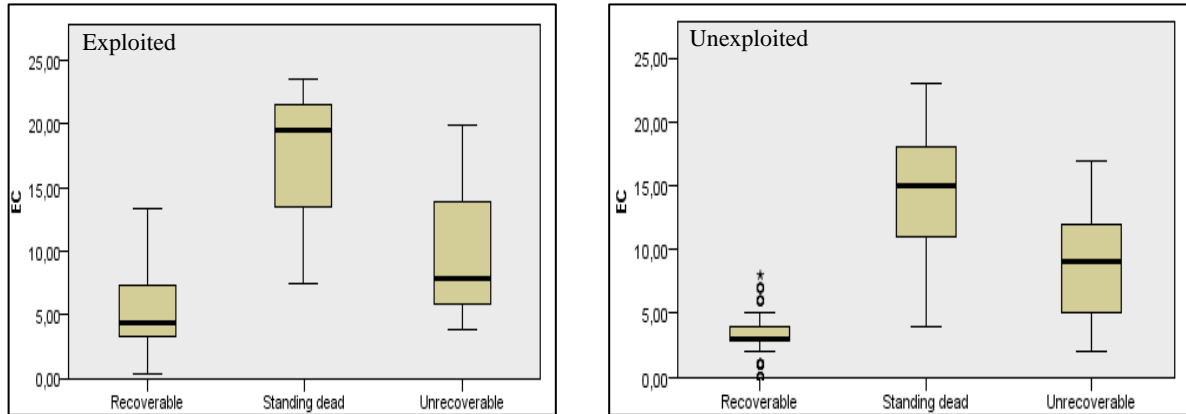 Exploited
25,00
20,00
15,00
10,00
5,00
0,00
EC
Recoverable Standing dead Unrecoverable
Unexploited
25,00
20,00
15,00
10,00
5,00
0,00
EC
Recoverable Standing dead Unrecoverable